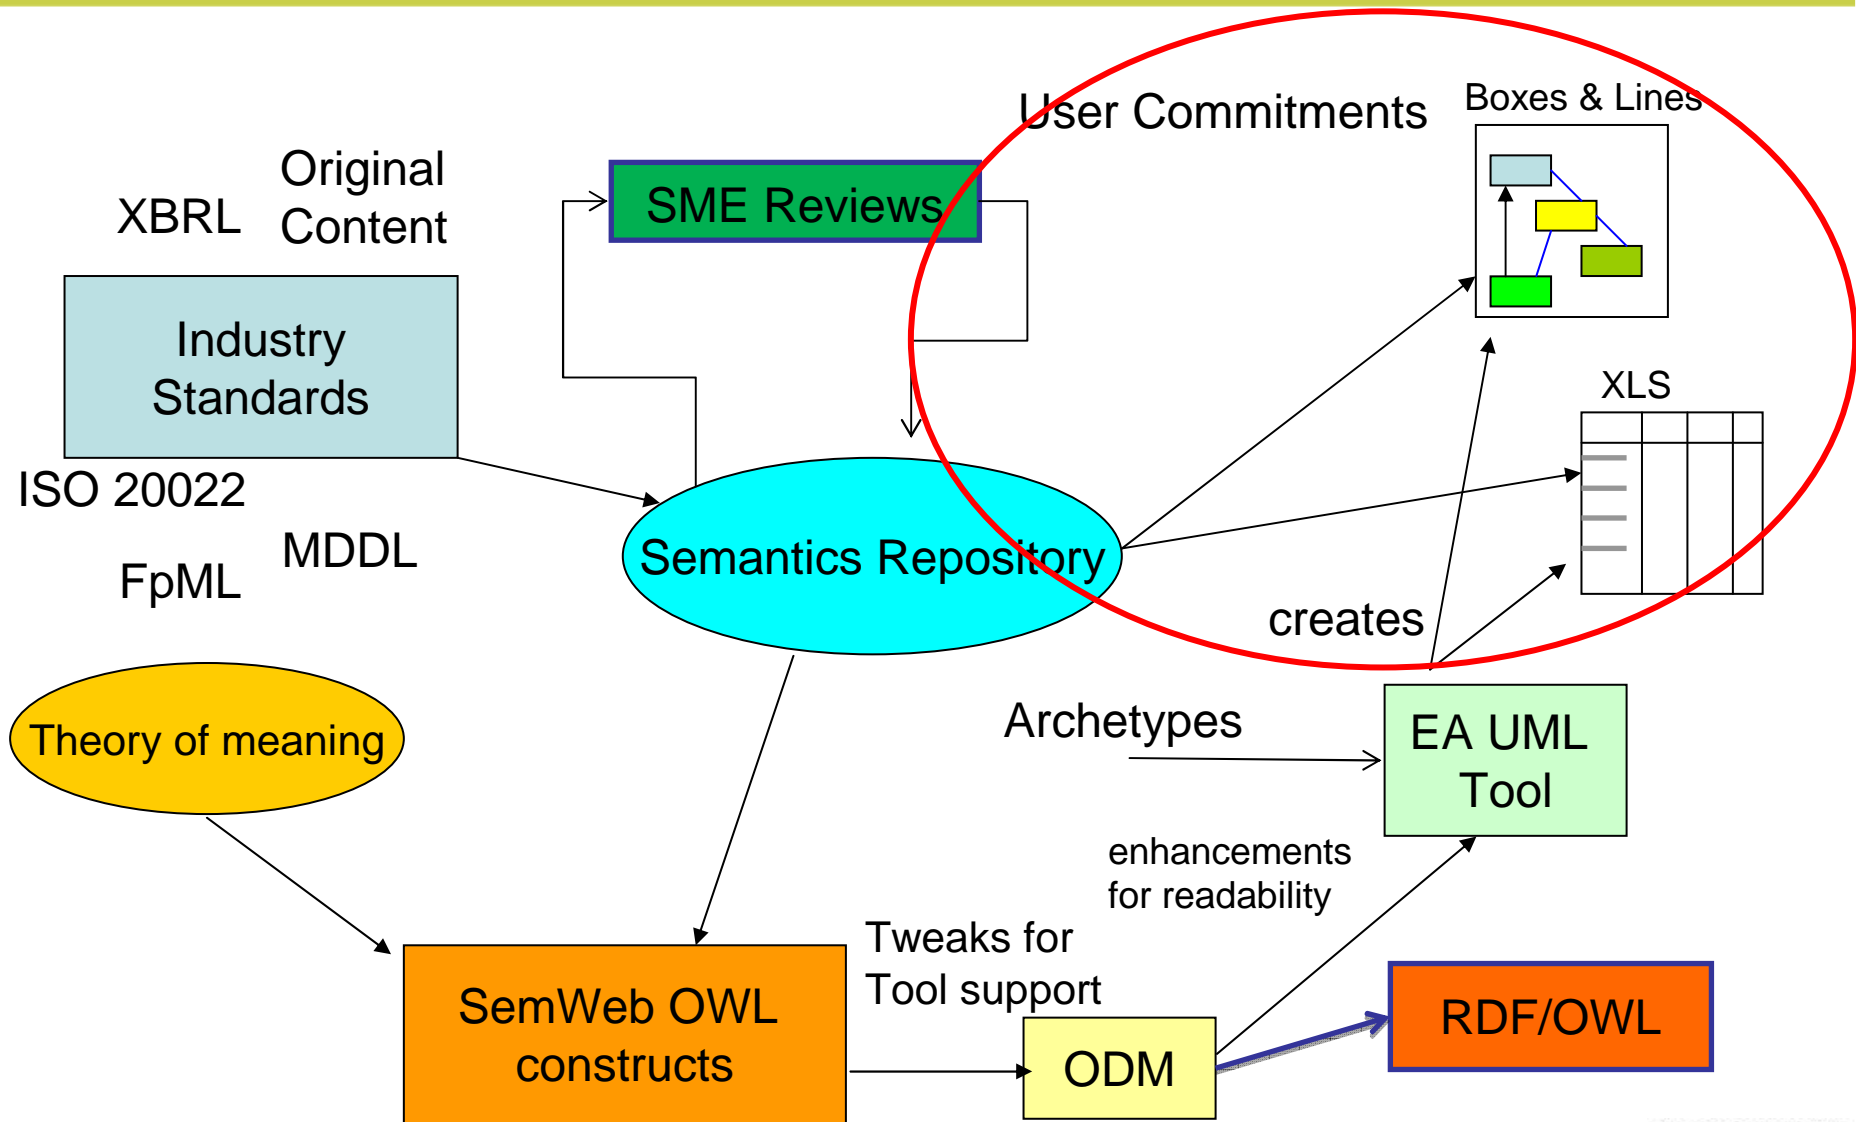 User Commitments
Boxes & Lines
Original
Content
XBRL
SME Reviews
Industry
Standards
XLS
ISO 20022
MDDL
FpML
Semantics Repository
creates
Theory of meaning
Archetypes
EA UML
Tool
enhancements
for readability
Tweaks for
Tool support
SemWeb OWL
constructs
ODM
RDF/OWL